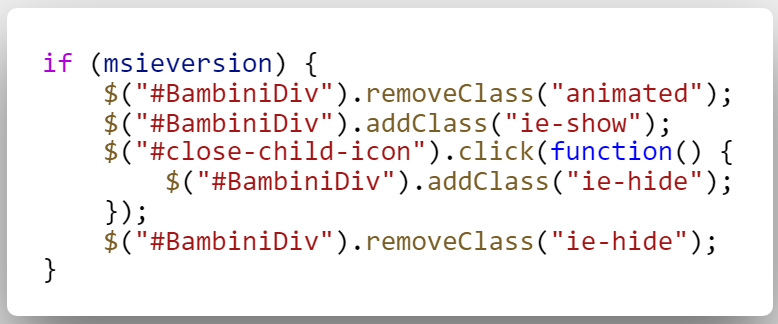 if (msieversion) {
    $("#BambiniDiv").removeClass("animated");
    $("#BambiniDiv").addClass("ie-show");
    $("#close-child-icon").click(function() {
        $("#BambiniDiv").addClass("ie-hide");
    });
    $("#BambiniDiv").removeClass("ie-hide");
}